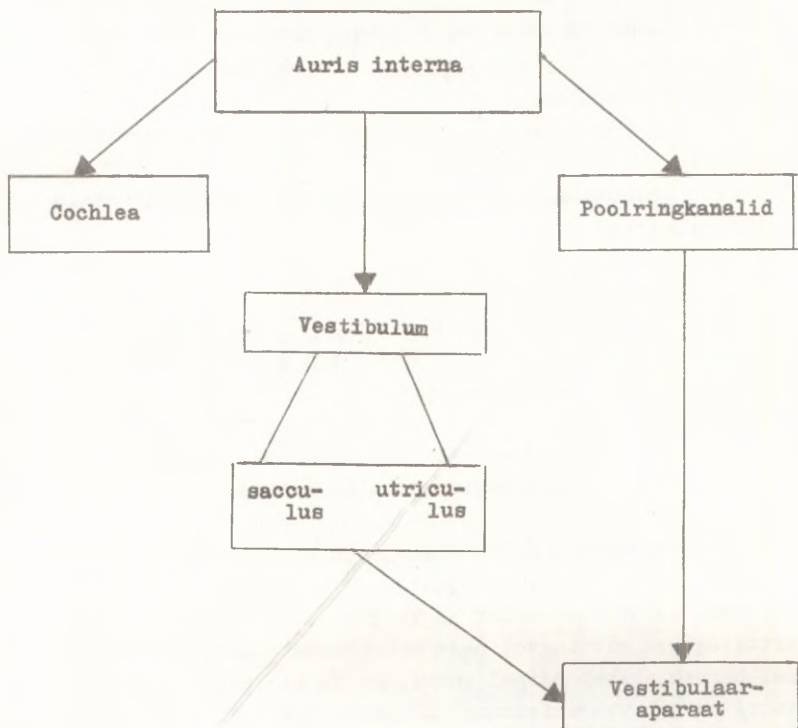 Auris interna
Cochlea
Poolringkanalid
Vestibulum
saccu-
lus
utricu-
lus
Vestibulaar-
aparaat